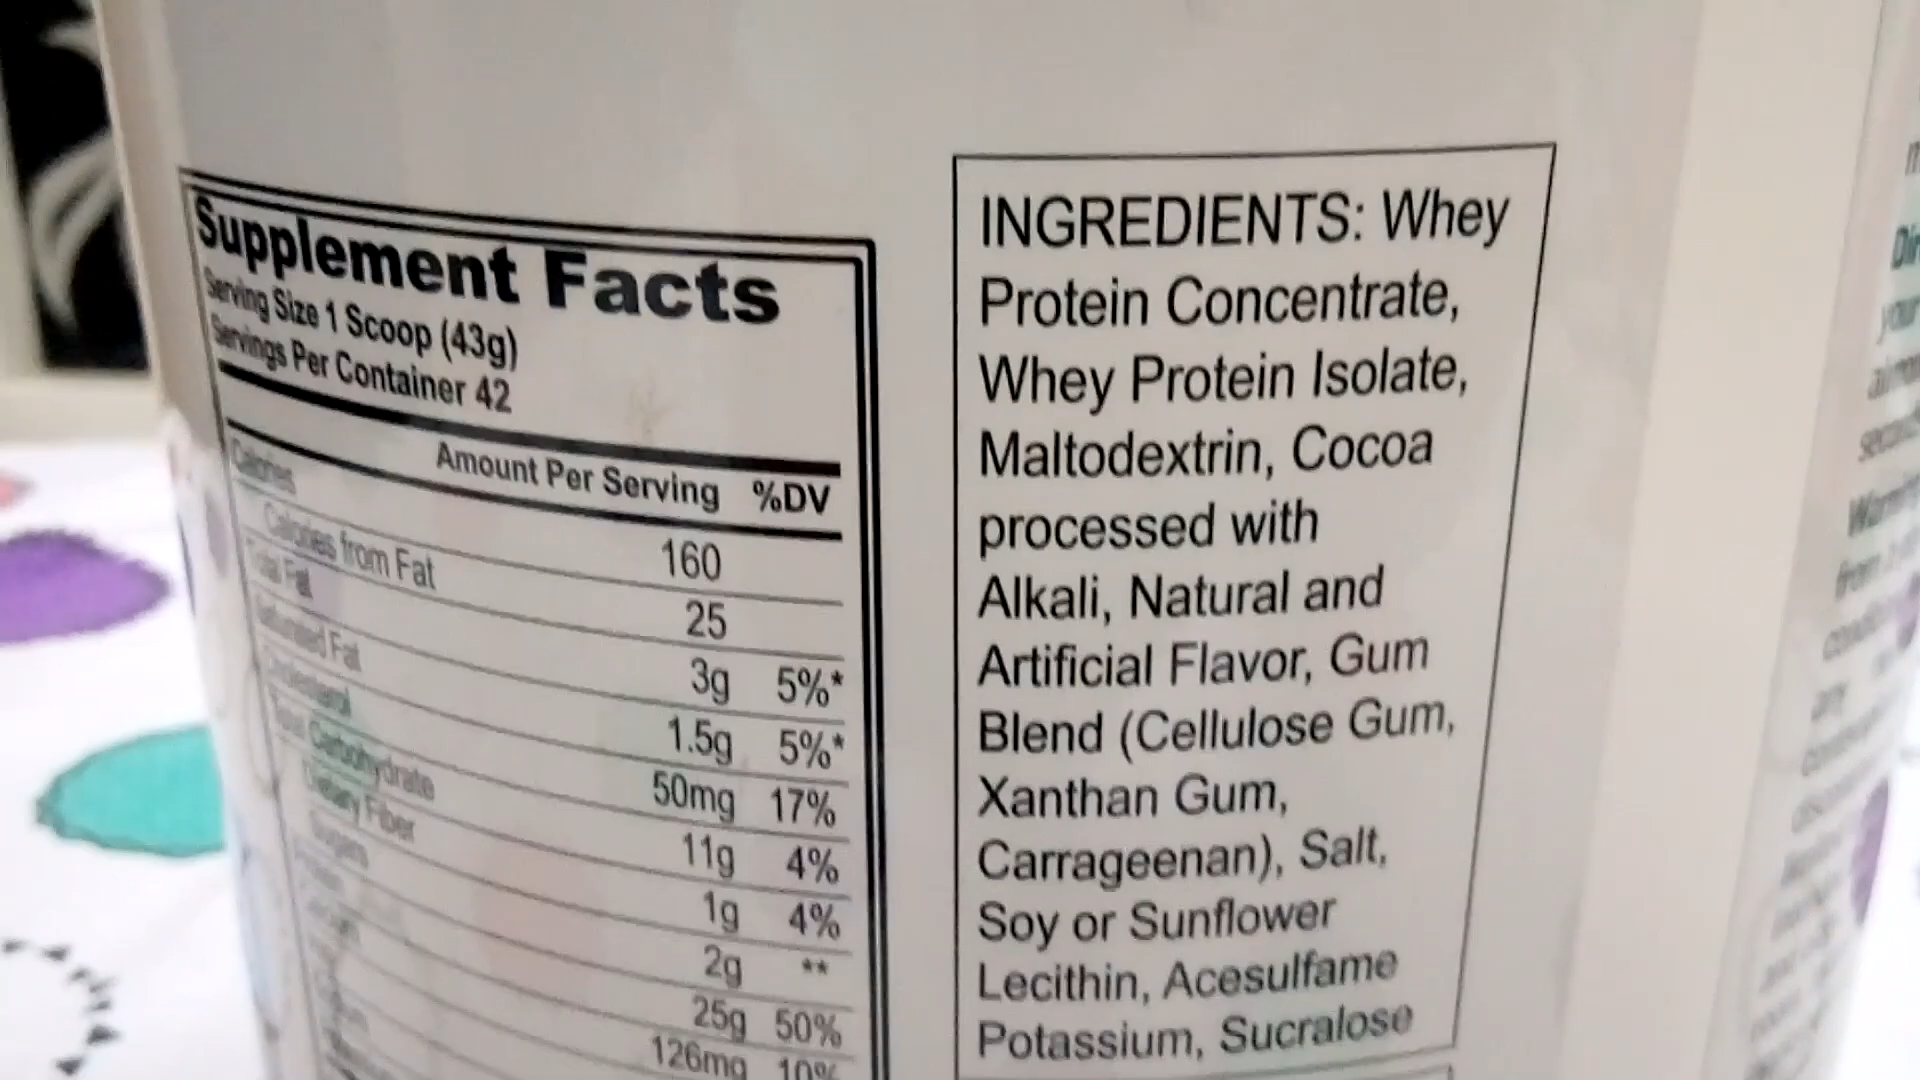 Supplement Facts
Serving Size 1 Scoop (43g)
Servings Per Container 42
Amount Per Serving %DV
Calories 160
Calories from Fat 25
Total Fat 3g 5%*
Saturated Fat 1.5g 5%*
Cholesterol 50mg 17%
Total Carbohydrate 11g 4%
Dietary Fiber 1g 4%
Sugars 2g **
25g 50%
126mg 10%
INGREDIENTS: Whey
Protein Concentrate,
Whey Protein Isolate,
Maltodextrin, Cocoa
processed with
Alkali, Natural and
Artificial Flavor, Gum
Blend (Cellulose Gum,
Xanthan Gum,
Carrageenan), Salt,
Soy or Sunflower
Lecithin, Acesulfame
Potassium, Sucralose